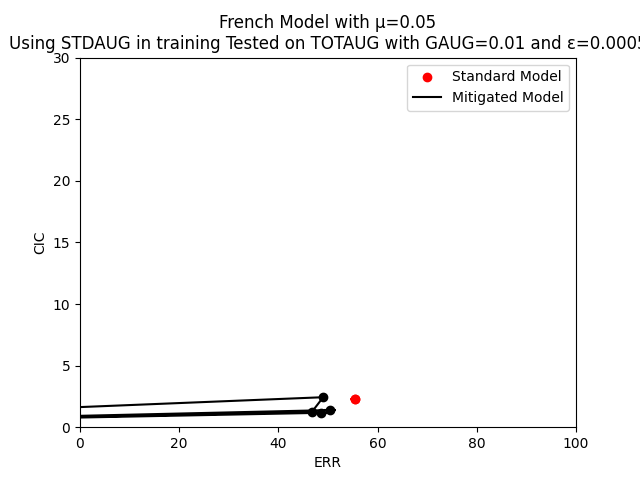 French Model with μ=0.05
Using STDAUG in training Tested on TOTAUG with GAUG=0.01 and ε=0.0005
Standard Model
Mitigated Model
30
25
20
15
10
5
0
CIC
0 20 40 60 80 100
ERR